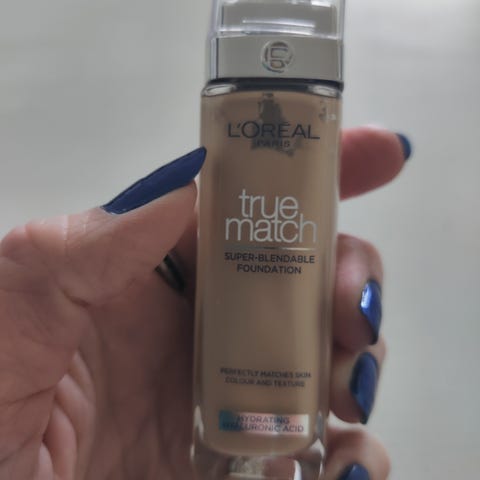 L'ORÉAL
PARIS
true
match
SUPER-BLENDABLE
FOUNDATION
PERFECTLY MATCHES SKIN
COLOUR AND TEXTURE
HYDRATING
HYALURONIC ACID